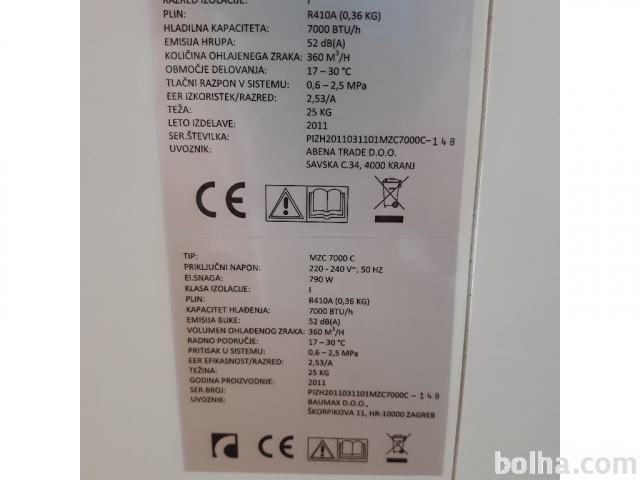 RAZRED IZOLACIJE: I
PLIN: R410A (0,36 KG)
HLADILNA KAPACITETA: 7000 BTU/h
EMISIJA HRUPA: 52 dB(A)
KOLIČINA OHLAJENEGA ZRAKA: 360 M³/H
OBMOČJE DELOVANJA: 17 – 30 °C
TLAČNI RAZPON V SISTEMU: 0,6 – 2,5 MPa
EER IZKORISTEK/RAZRED: 2,53/A
TEŽA: 25 KG
LETO IZDELAVE: 2011
SER.ŠTEVILKA: PIZH2011031101MZC7000C–1 4 8
UVOZNIK: ABENA TRADE D.O.O.
SAVSKA C.34, 4000 KRANJ
CE
TIP: MZC 7000 C
PRIKLJUČNI NAPON: 220 - 240 V~, 50 HZ
El.SNAGA: 790 W
KLASA IZOLACIJE: I
PLIN: R410A (0,36 KG)
KAPACITET HLAĐENJA: 7000 BTU/h
EMISIJA BUKE: 52 dB(A)
VOLUMEN OHLAĐENOG ZRAKA: 360 M³/H
RADNO PODRUČJE: 17 – 30 °C
PRITISAK U SISTEMU: 0,6 – 2,5 MPa
EER EFIKASNOST/RAZRED: 2,53/A
TEŽINA: 25 KG
GODINA PROIZVODNJE: 2011
SER.BROJ: PIZH2011031101MZC7000C – 1 4 8
UVOZNIK: BAUMAX D.O.O.,
ŠKORPIKOVA 11, HR-10000 ZAGREB
CE
bolha.com